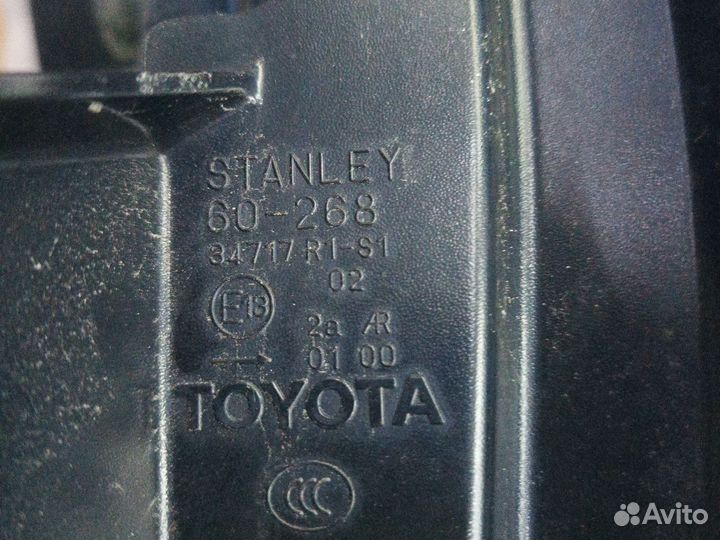 STANLEY
60-268
34717 R1-S1
02
E13
2a AR
→ 01 00
TOYOTA
CCC
Avito